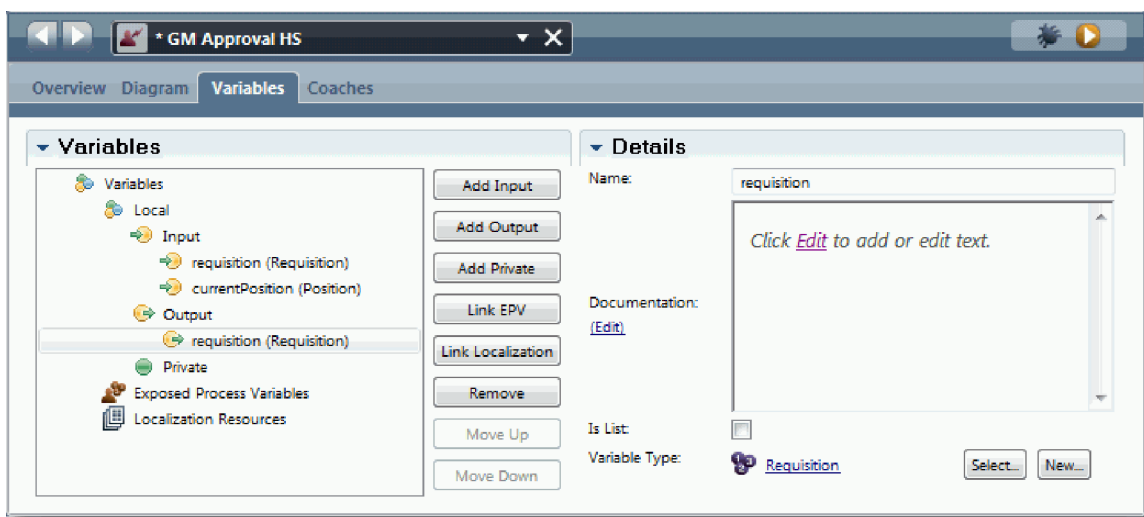 * GM Approval HS
Overview Diagram Variables Coaches
Variables
Variables
Local
Input
requisition (Requisition)
currentPosition (Position)
Output
requisition (Requisition)
Private
Exposed Process Variables
Localization Resources
Add Input
Add Output
Add Private
Link EPV
Link Localization
Remove
Move Up
Move Down
Details
Name: requisition
Click Edit to add or edit text.
Documentation:
(Edit)
Is List:
Variable Type: Requisition Select... New...